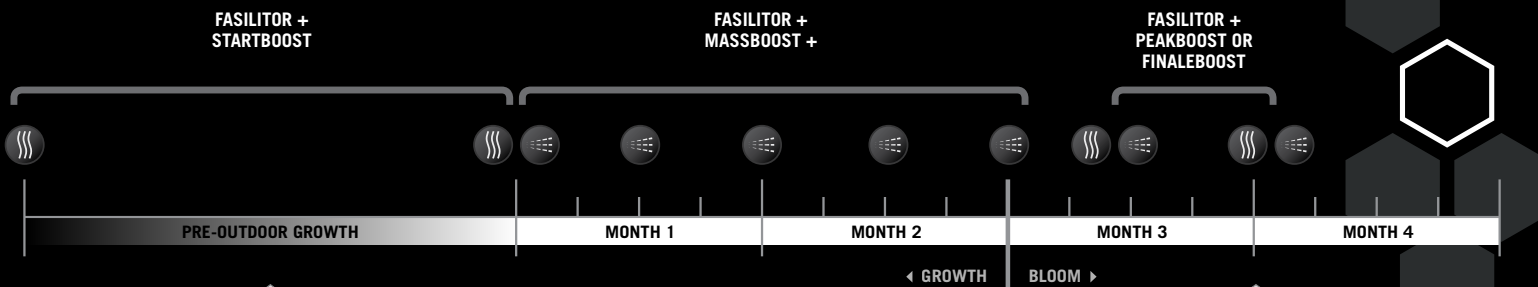 FASILITOR +
STARTBOOST
FASILITOR +
MASSBOOST +
FASILITOR +
PEAKBOOST OR
FINALEBOOST
PRE-OUTDOOR GROWTH
MONTH 1
MONTH 2
MONTH 3
MONTH 4
GROWTH
BLOOM